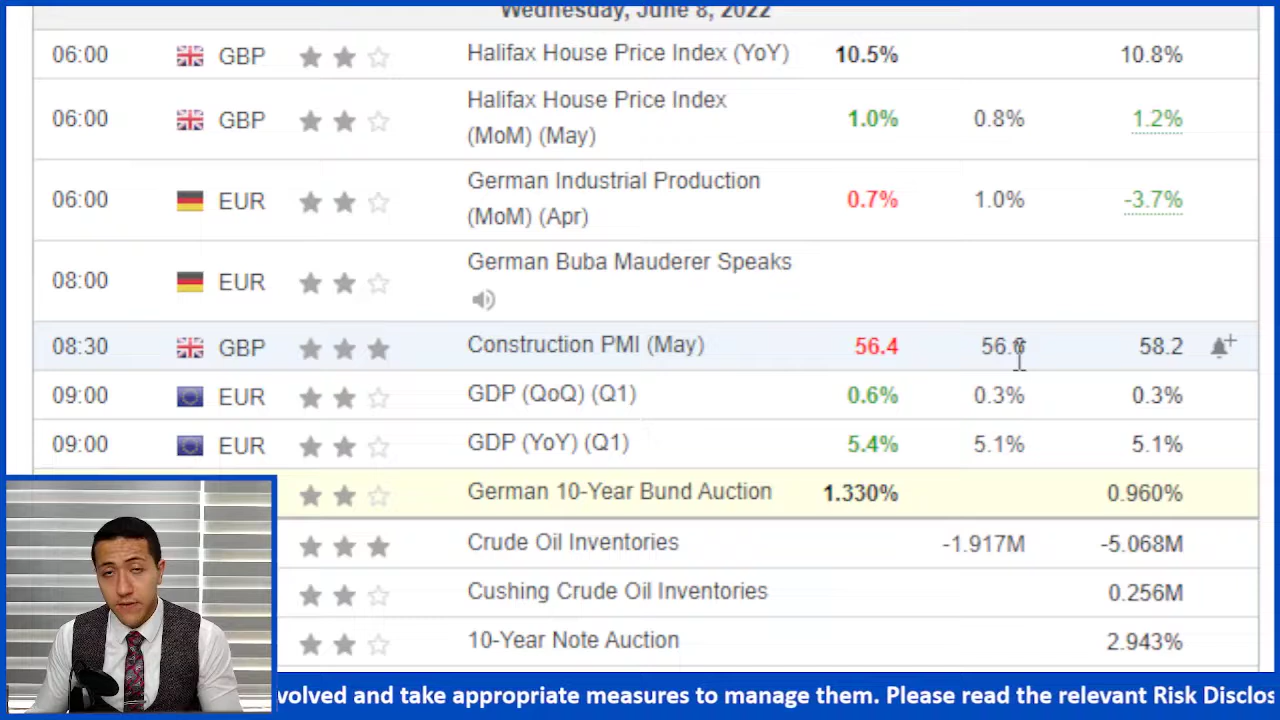 Wednesday, June 8, 2022
06:00 GBP Halifax House Price Index (YoY) 10.5% 10.8%
06:00 GBP Halifax House Price Index (MoM) (May) 1.0% 0.8% 1.2%
06:00 EUR German Industrial Production (MoM) (Apr) 0.7% 1.0% -3.7%
08:00 EUR German Buba Mauderer Speaks
08:30 GBP Construction PMI (May) 56.4 58.2
09:00 EUR GDP (QoQ) (Q1) 0.6% 0.3% 0.3%
09:00 EUR GDP (YoY) (Q1) 5.4% 5.1% 5.1%
German 10-Year Bund Auction 1.330% 0.960%
Crude Oil Inventories -1.917M -5.068M
Cushing Crude Oil Inventories 0.256M
10-Year Note Auction 2.943%
volved and take appropriate measures to manage them. Please read the relevant Risk Disclos